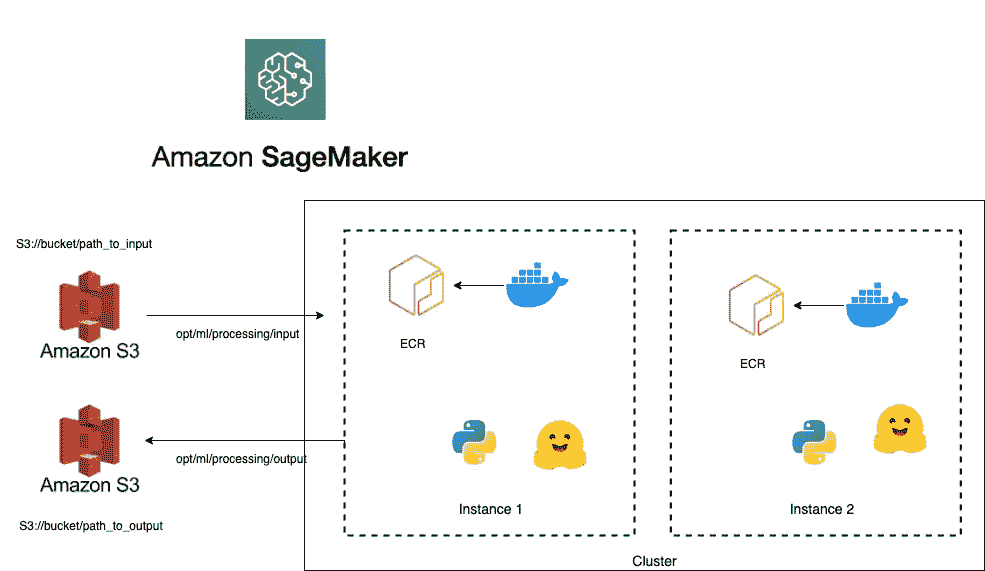 Amazon SageMaker
S3://bucket/path_to_input
Amazon S3
opt/ml/processing/input
ECR
ECR
Amazon S3
opt/ml/processing/output
S3://bucket/path_to_output
Instance 1
Instance 2
Cluster